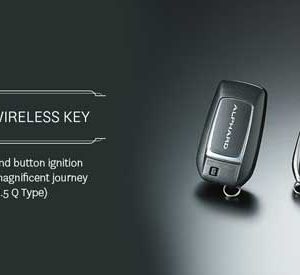 WIRELESS KEY
nd button ignition
magnificent journey
.5 Q Type)
ALPHARD